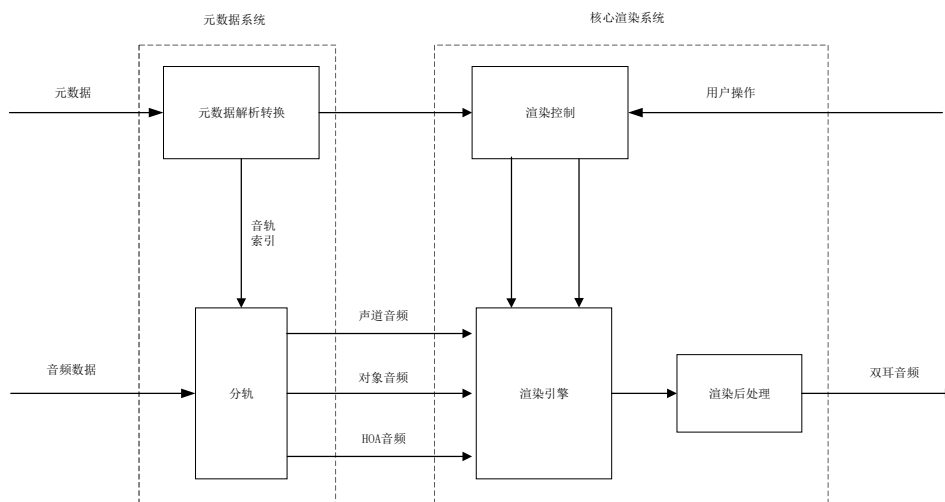 元数据系统
核心渲染系统
元数据
元数据解析转换
渲染控制
用户操作
音轨
索引
声道音频
音频数据
分轨
对象音频
渲染引擎
渲染后处理
双耳音频
HOA音频